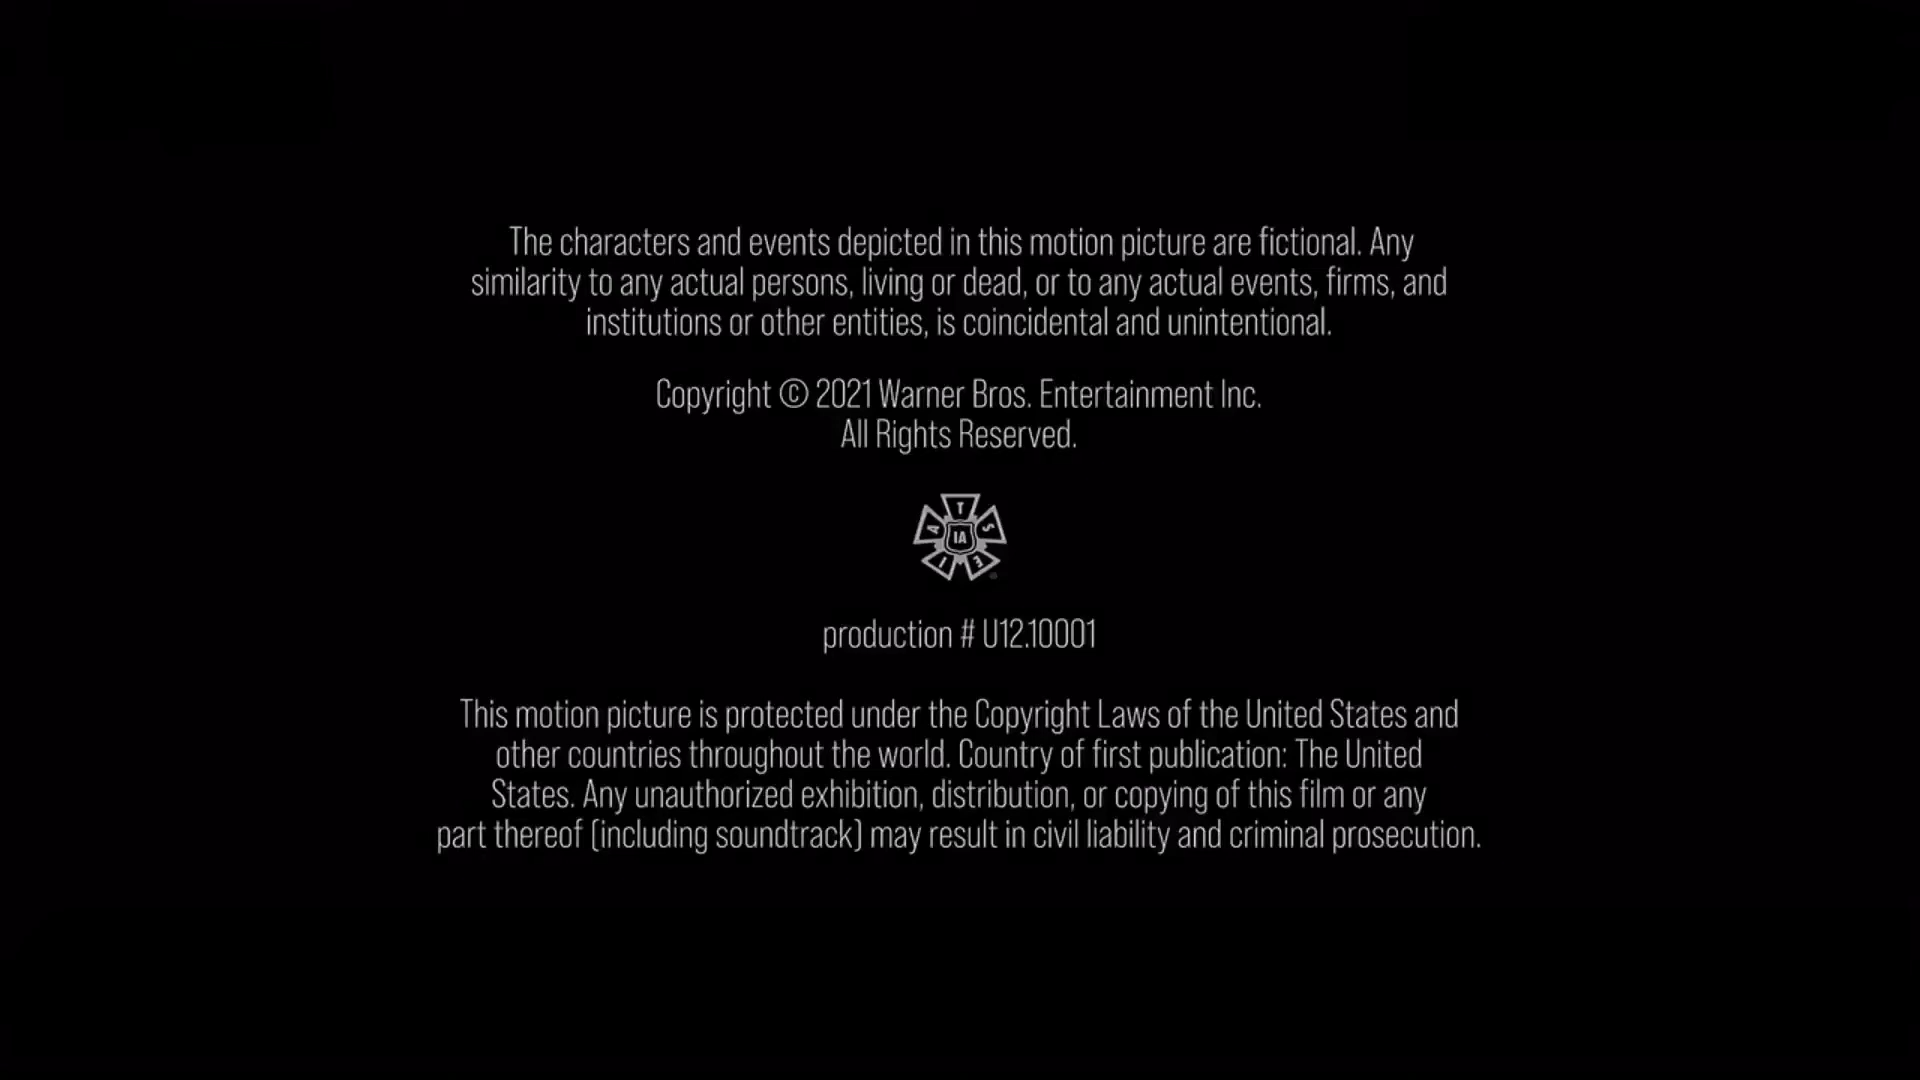 The characters and events depicted in this motion picture are fictional. Any
similarity to any actual persons, living or dead, or to any actual events, firms, and
institutions or other entities, is coincidental and unintentional.
Copyright © 2021 Warner Bros. Entertainment Inc.
All Rights Reserved.
I A T S E
IA
production # U12.10001
This motion picture is protected under the Copyright Laws of the United States and
other countries throughout the world. Country of first publication: The United
States. Any unauthorized exhibition, distribution, or copying of this film or any
part thereof (including soundtrack) may result in civil liability and criminal prosecution.